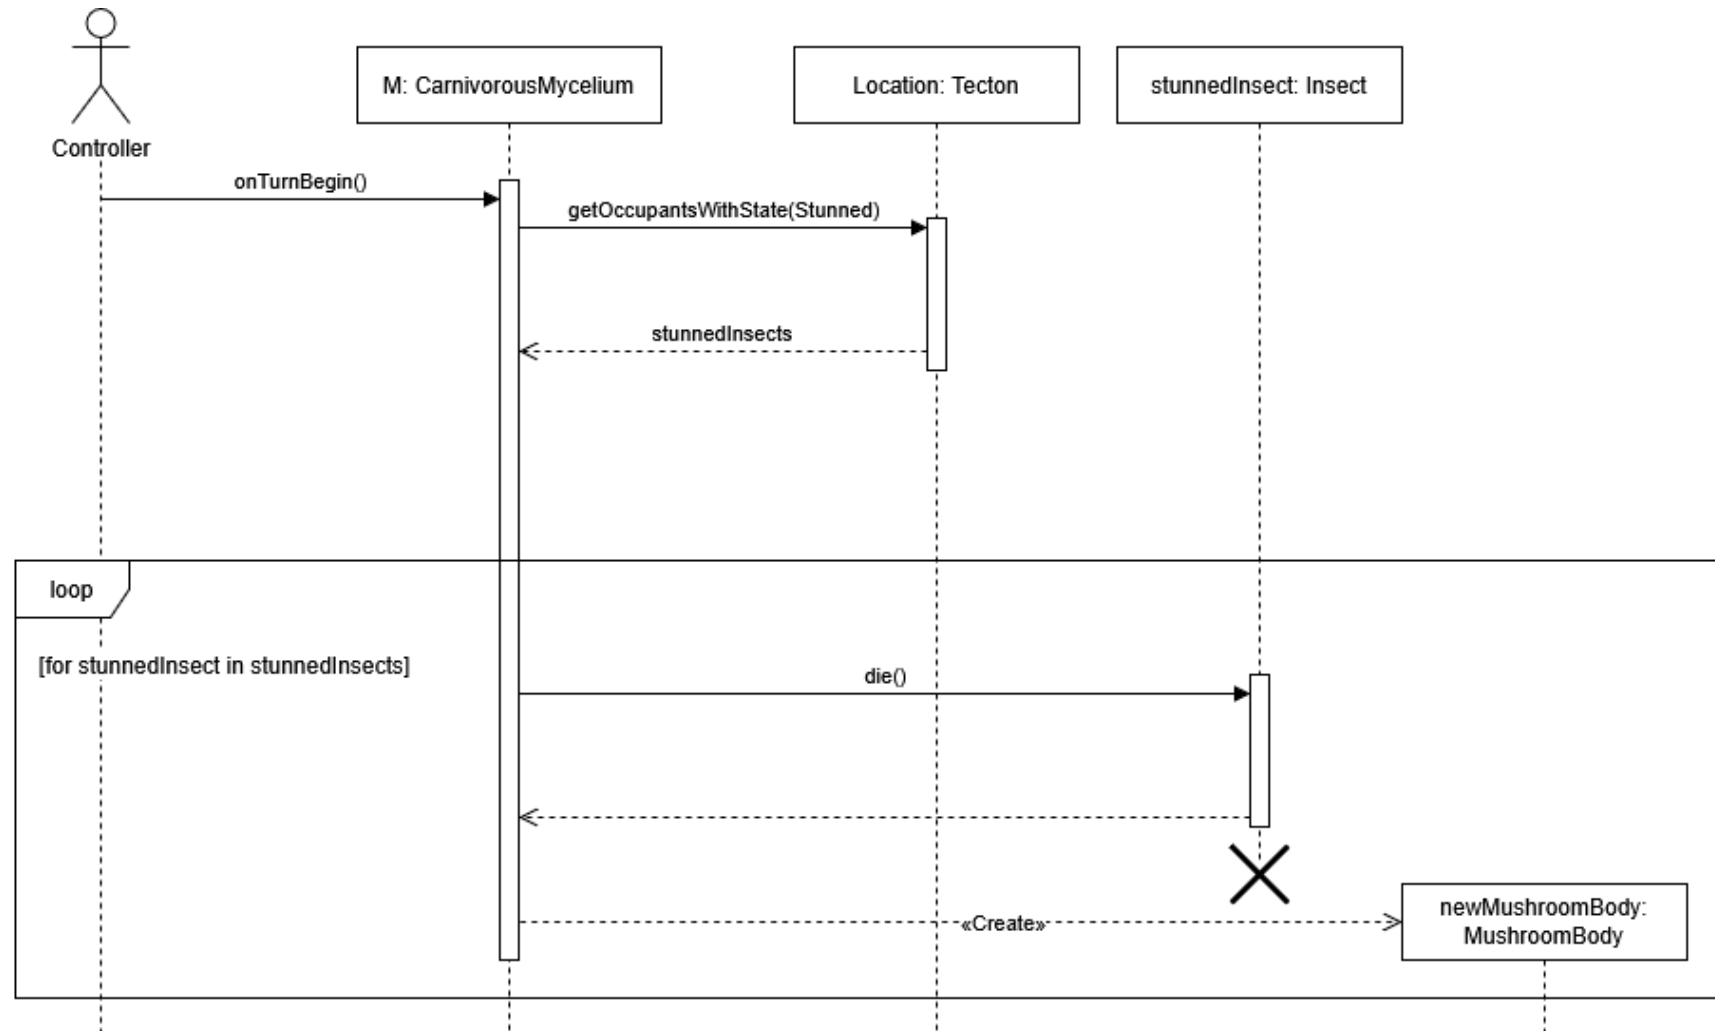 M: CarnivorousMycelium
Location: Tecton
stunnedInsect: Insect
Controller
onTurnBegin()
getOccupantsWithState(Stunned)
stunnedInsects
loop
[for stunnedInsect in stunnedInsects]
die()
«Create»
newMushroomBody:
MushroomBody